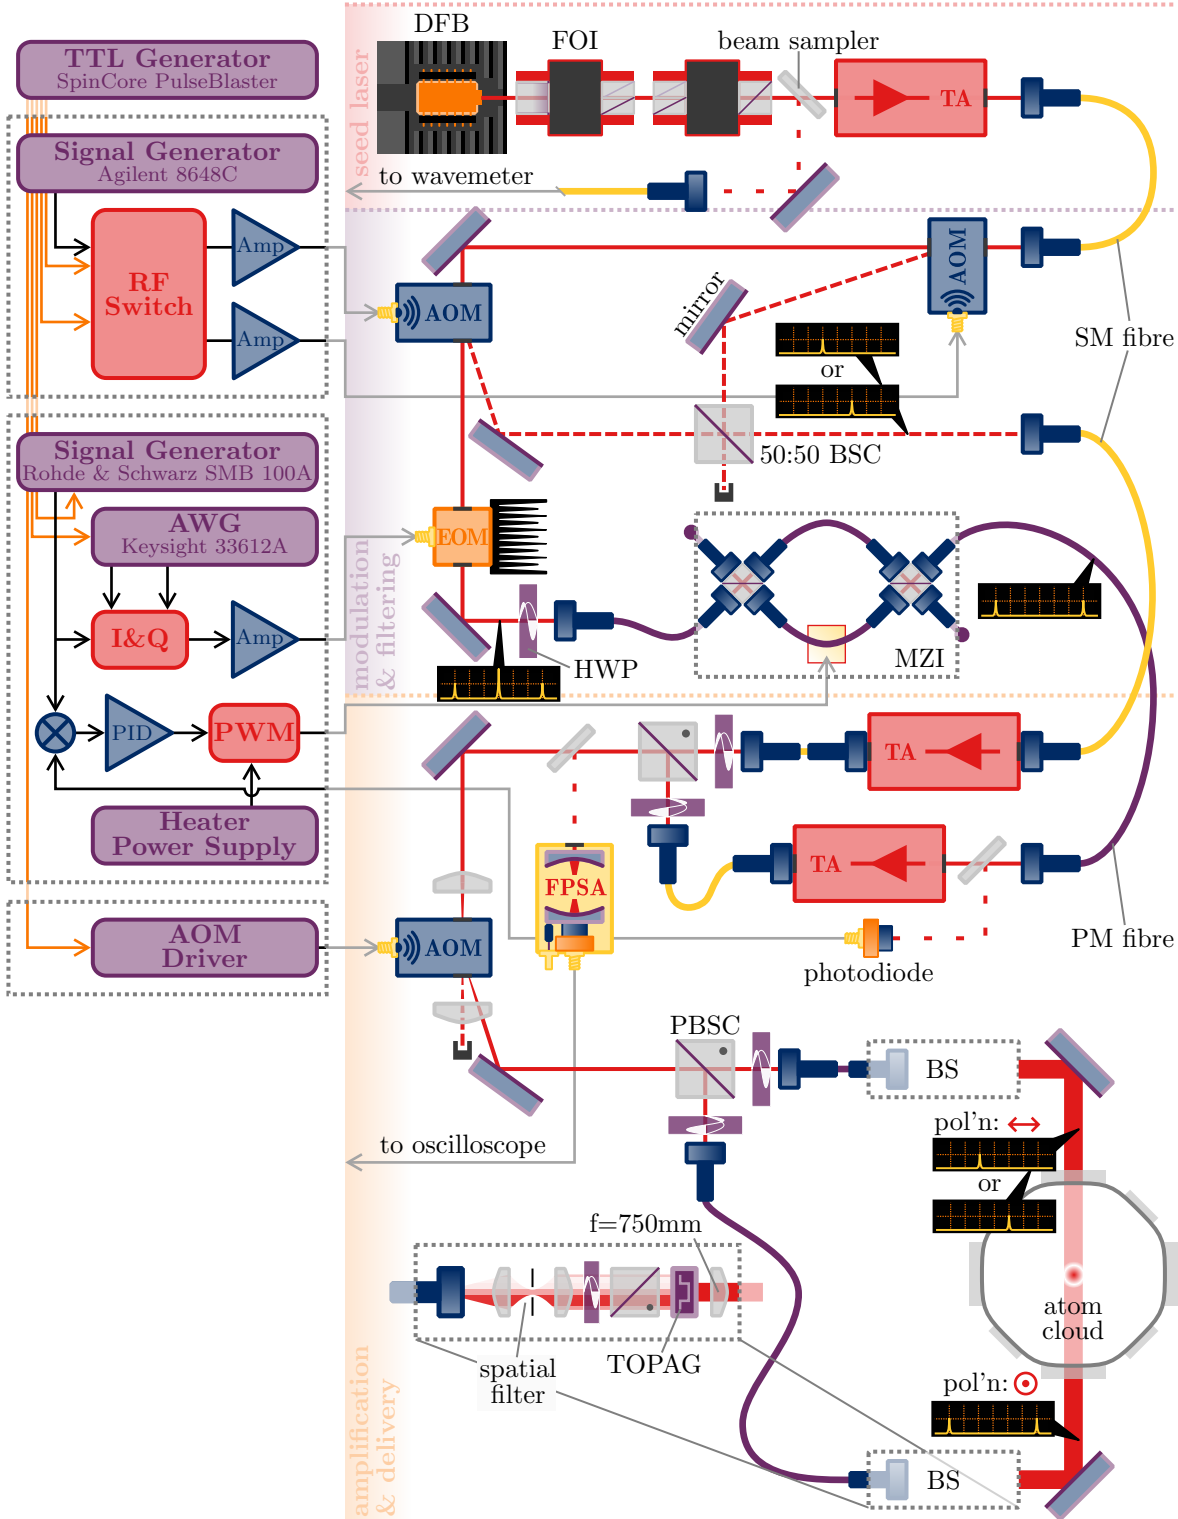 DFB
FOI
beam sampler
TTL Generator
SpinCore PulseBlaster
TA
seed laser
Signal Generator
Agilent 8648C
to wavemeter
Amp
AOM
RF
Switch
mirror
AOM
Amp
SM fibre
or
Signal Generator
Rohde & Schwarz SMB 100A
50:50 BSC
AWG
Keysight 33612A
EOM
modulation
& filtering
I&Q
Amp
HWP
MZI
PID
PWM
TA
Heater
Power Supply
FPSA
TA
AOM
Driver
AOM
PM fibre
photodiode
PBSC
BS
pol'n:
to oscilloscope
or
f=750mm
atom
cloud
spatial
filter
TOPAG
pol'n:
amplification
& delivery
BS